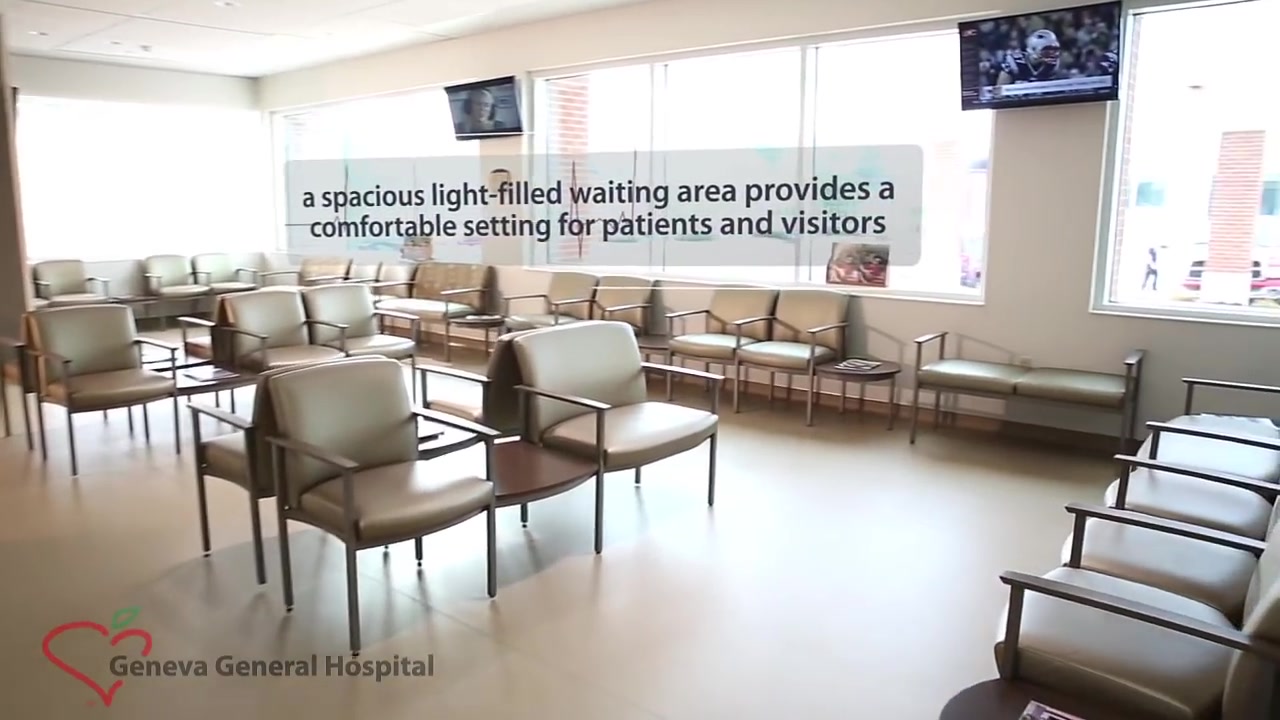 a spacious light-filled waiting area provides a
comfortable setting for patients and visitors
Geneva General Hospital